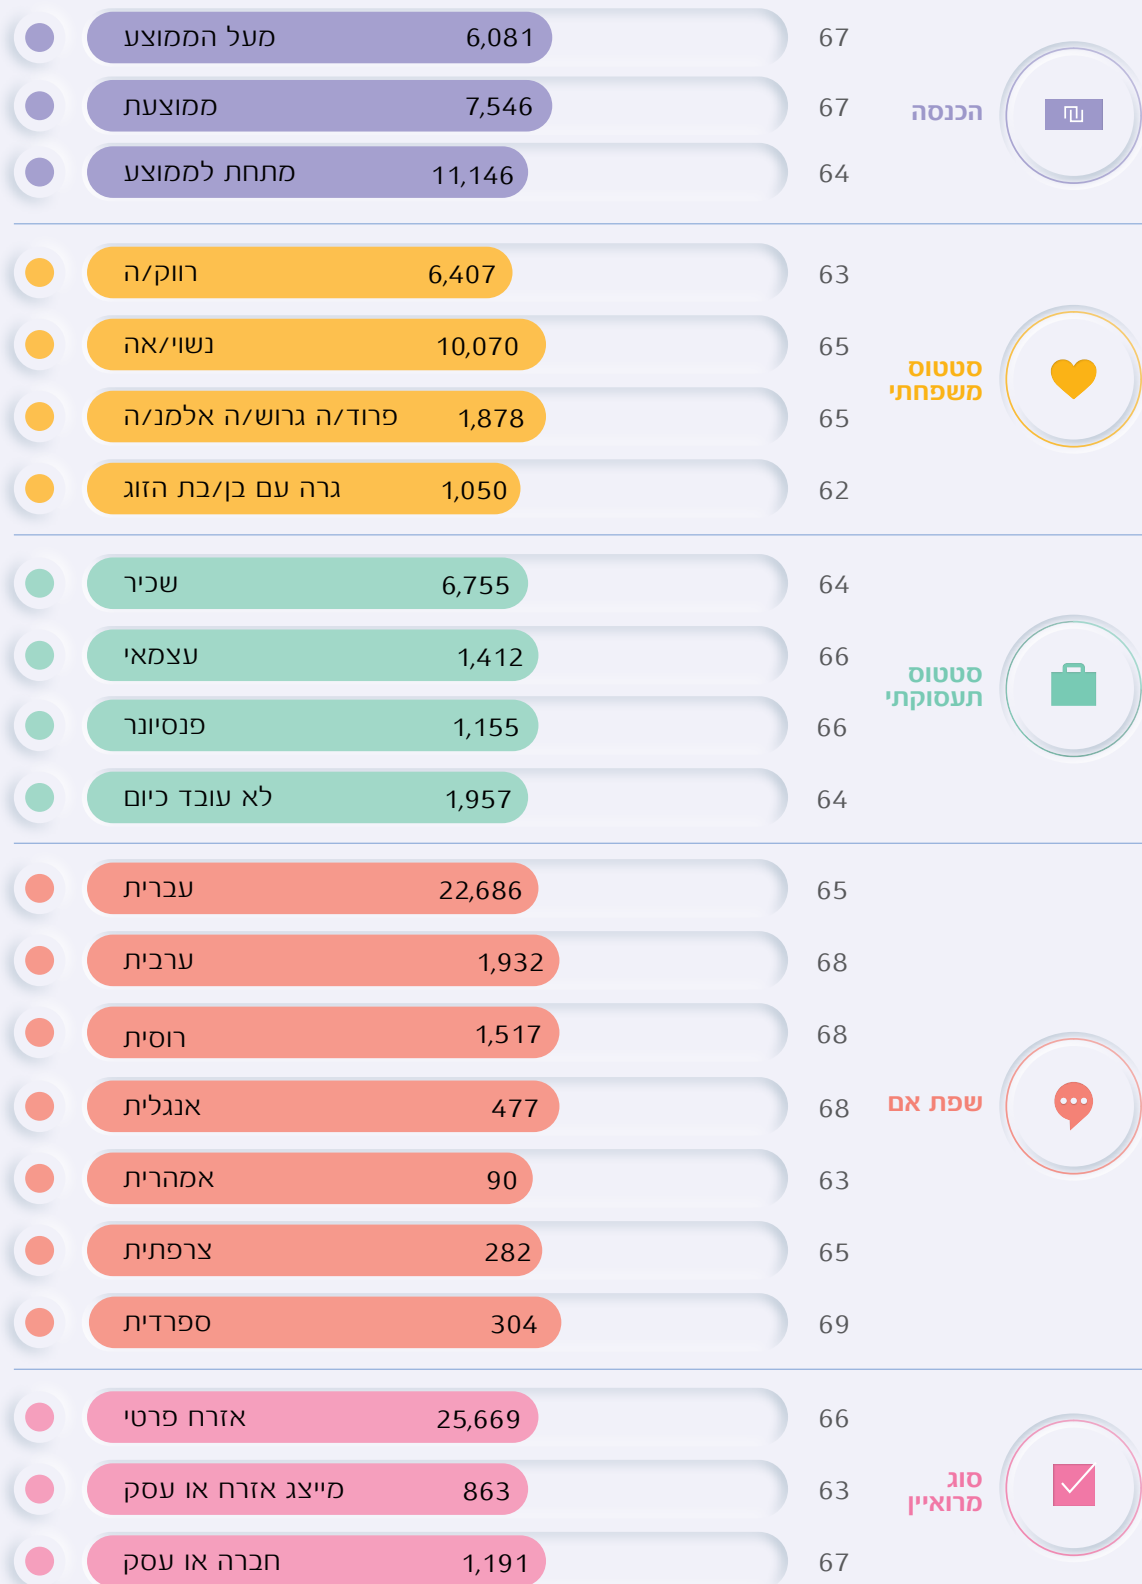 הכנסה
67 6,081 מעל הממוצע
67 7,546 ממוצעת
64 11,146 מתחת לממוצע
סטטוס
משפחתי
63 6,407 רווק/ה
65 10,070 נשוי/אה
65 1,878 פרוד/ה גרוש/ה אלמנ/ה
62 1,050 גרה עם בן/בת הזוג
סטטוס
תעסוקתי
64 6,755 שכיר
66 1,412 עצמאי
66 1,155 פנסיונר
64 1,957 לא עובד כיום
שפת אם
65 22,686 עברית
68 1,932 ערבית
68 1,517 רוסית
68 477 אנגלית
63 90 אמהרית
65 282 צרפתית
69 304 ספרדית
סוג
מרואיין
66 25,669 אזרח פרטי
63 863 מייצג אזרח או עסק
67 1,191 חברה או עסק